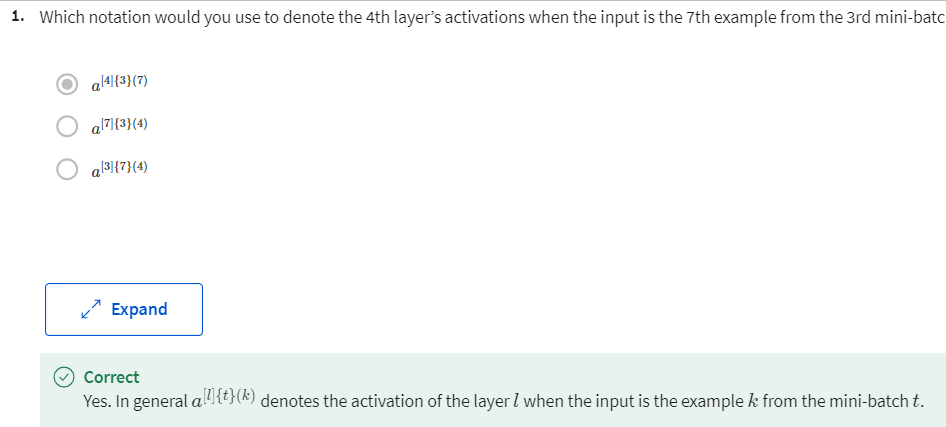 1. Which notation would you use to denote the 4th layer's activations when the input is the 7th example from the 3rd mini-batc
a[4]{3}(7)
a[7]{3}(4)
a[3]{7}(4)
Expand
Correct
Yes. In general a[l]{t}(k) denotes the activation of the layer l when the input is the example k from the mini-batch t.